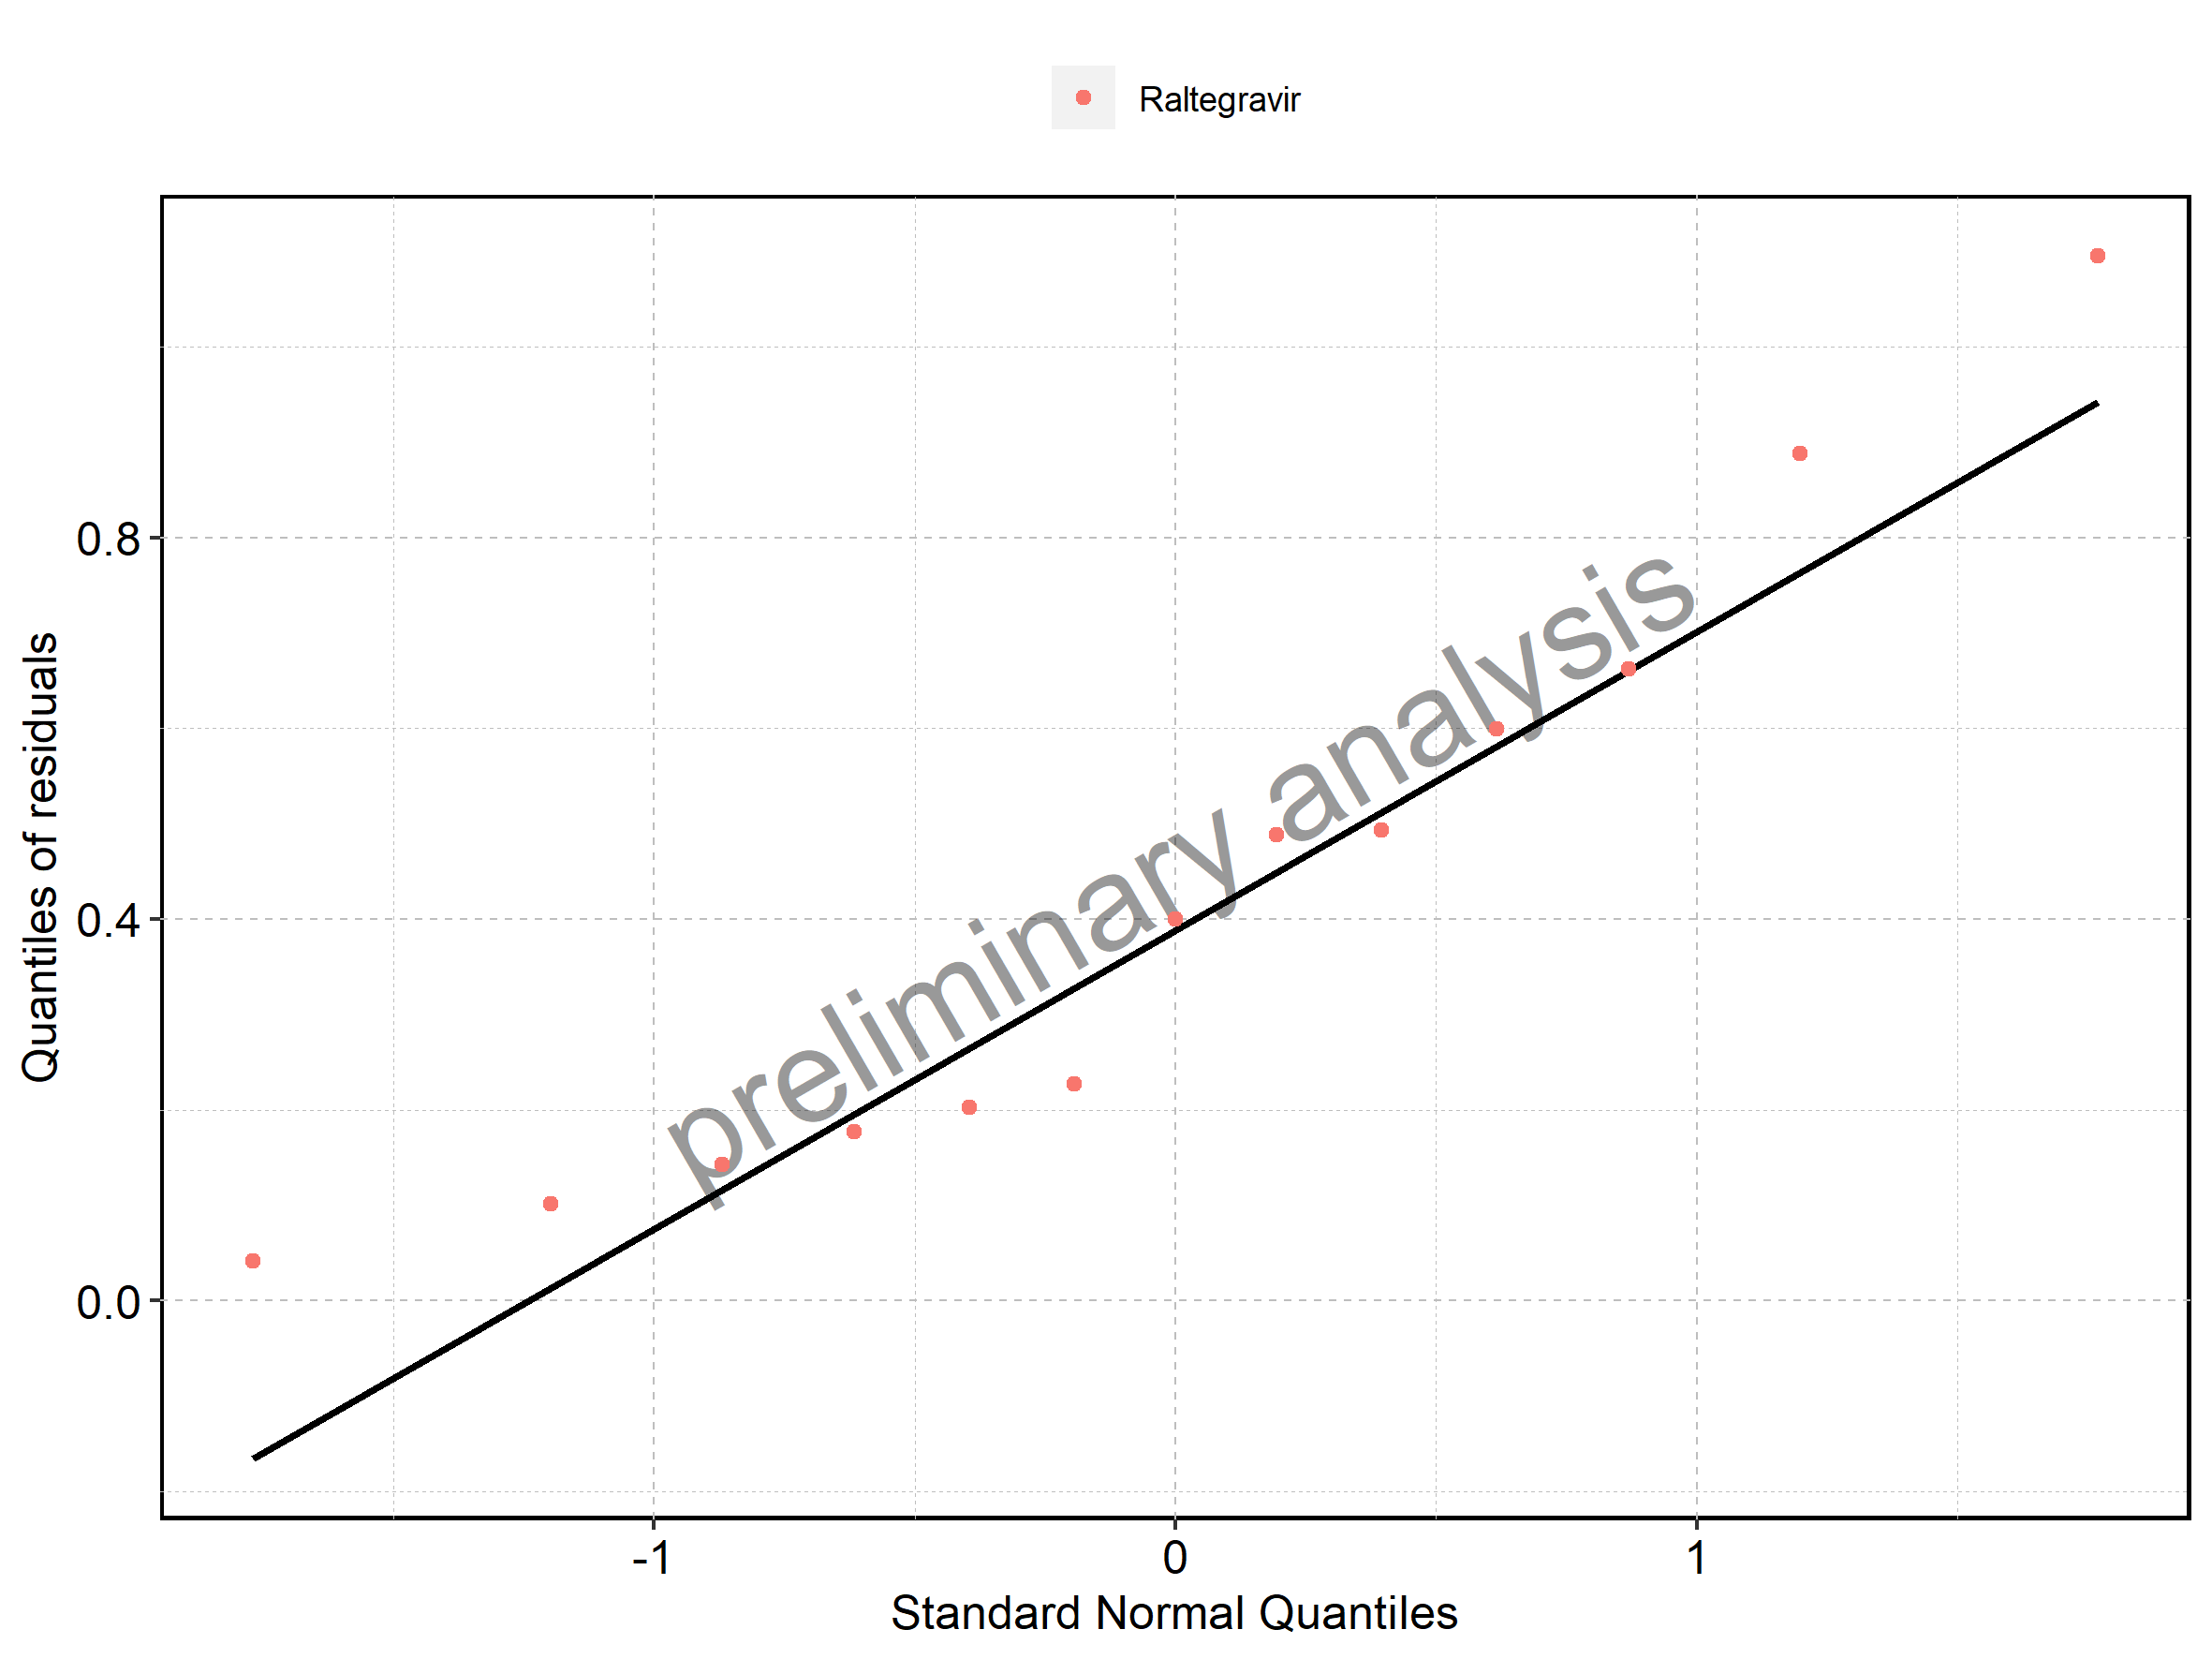 Raltegravir
Quantiles of residuals
0.8
0.4
0.0
preliminary analysis
-1 0 1
Standard Normal Quantiles